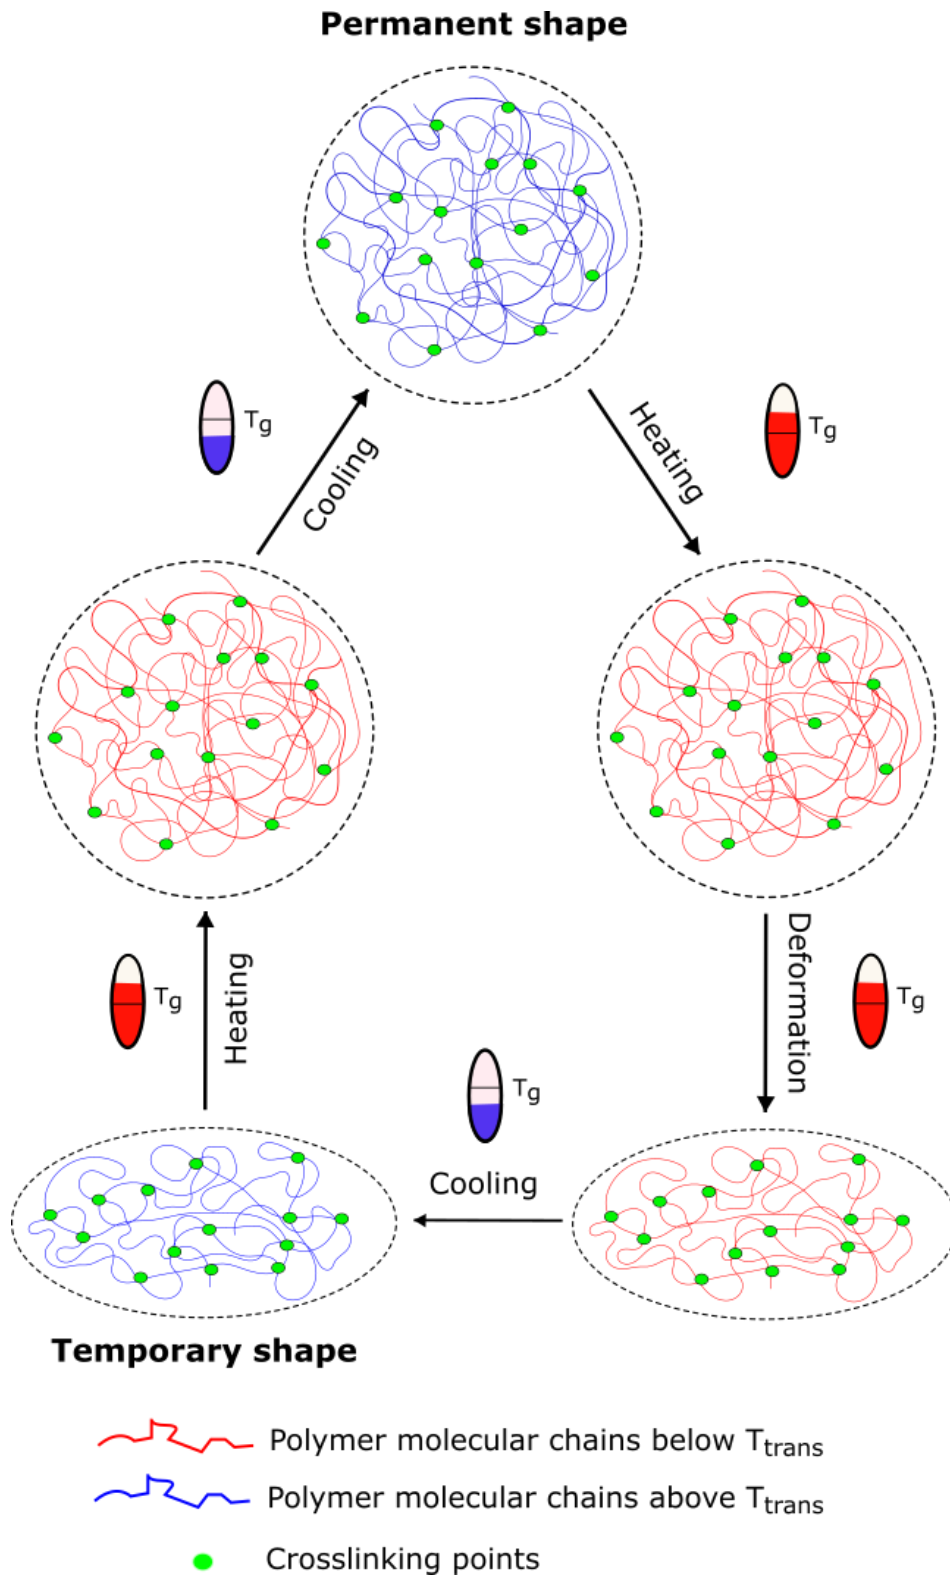 Permanent shape
Tg
Cooling
Heating
Tg
Tg
Heating
Deformation
Tg
Tg
Cooling
Temporary shape
Polymer molecular chains below Ttrans
Polymer molecular chains above Ttrans
Crosslinking points